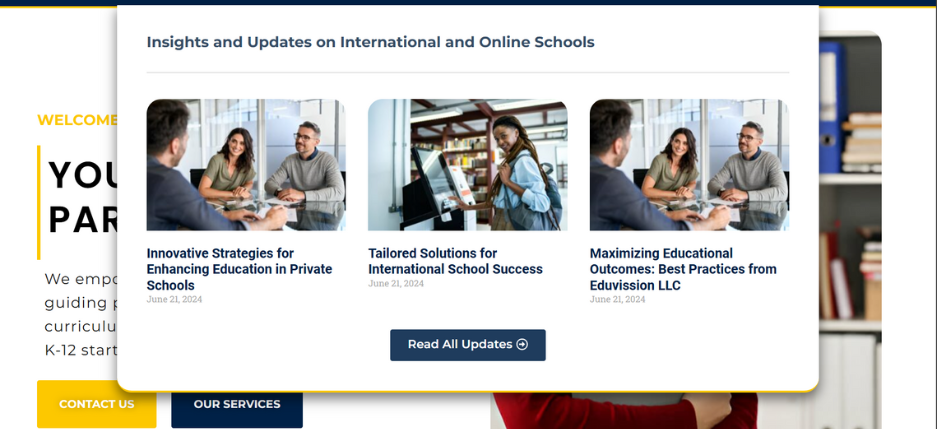 Insights and Updates on International and Online Schools
WELCOME
YOU
PAR
We empo
guiding p
curriculu
K-12 start
Innovative Strategies for
Enhancing Education in Private
Schools
June 21, 2024
Tailored Solutions for
International School Success
June 21, 2024
Maximizing Educational
Outcomes: Best Practices from
Eduvission LLC
June 21, 2024
Read All Updates
CONTACT US
OUR SERVICES